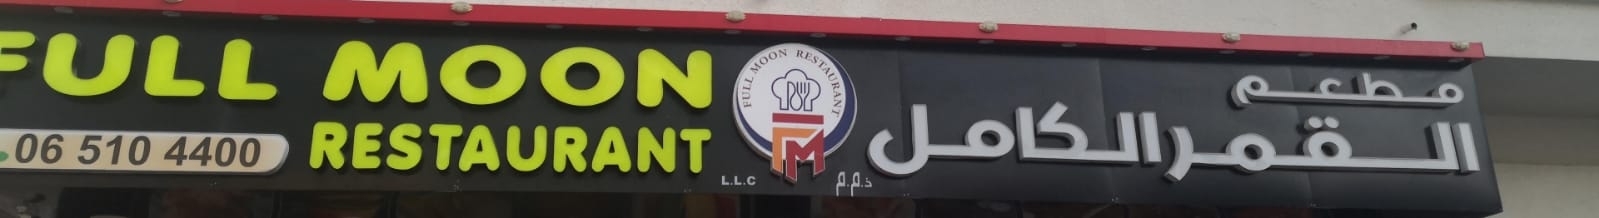 FULL MOON
RESTAURANT
06 510 4400
FULL MOON RESTAURANT
FM
L.L.C
ذ.م.م
مطعم
القمر الكامل